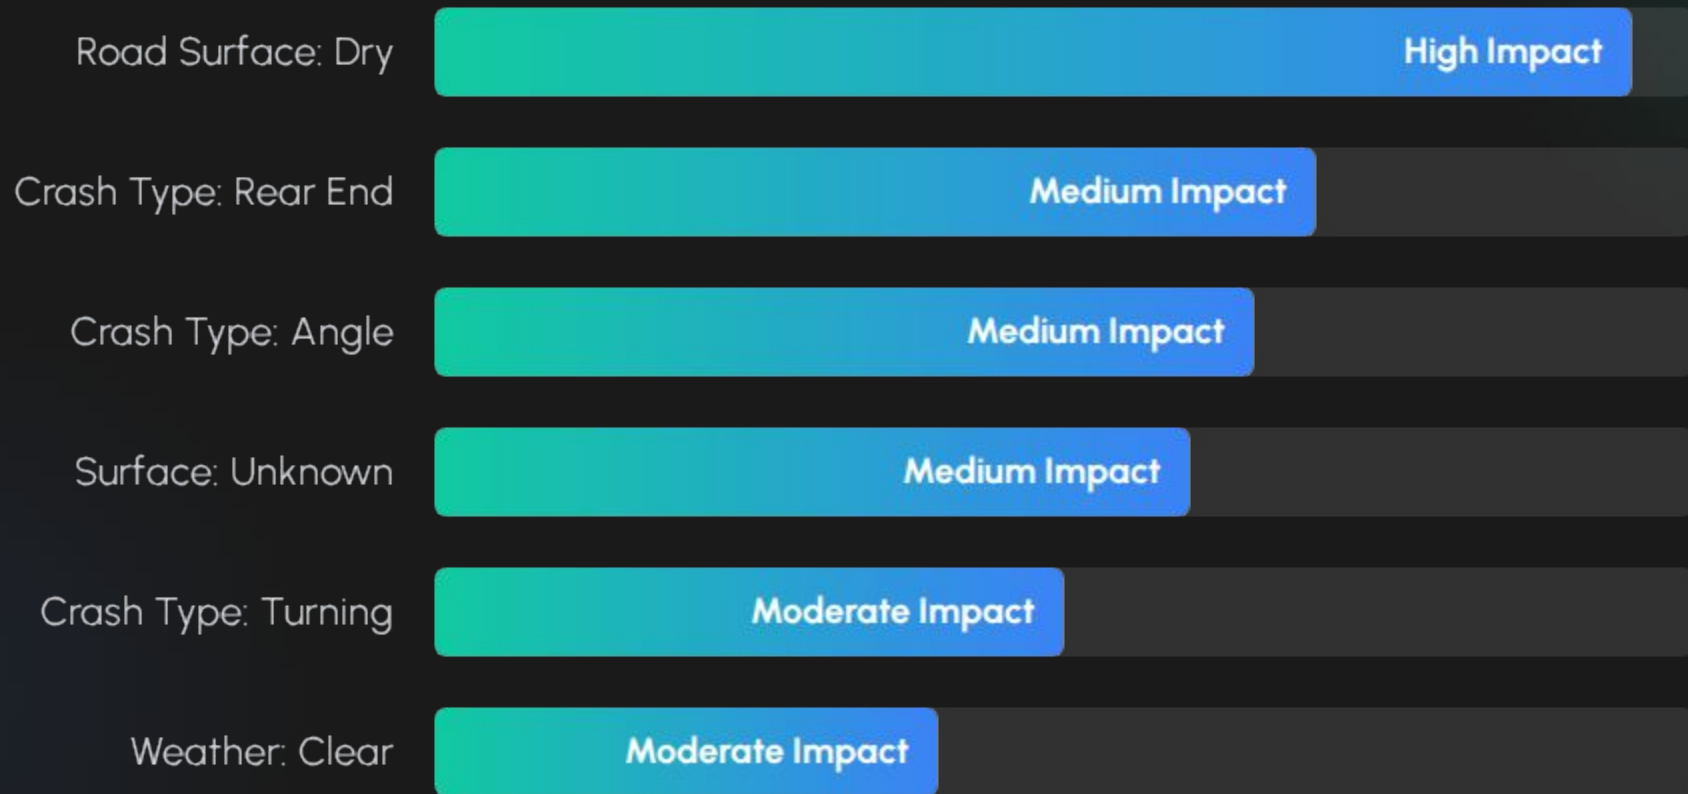 Road Surface: Dry High Impact
Crash Type: Rear End Medium Impact
Crash Type: Angle Medium Impact
Surface: Unknown Medium Impact
Crash Type: Turning Moderate Impact
Weather: Clear Moderate Impact